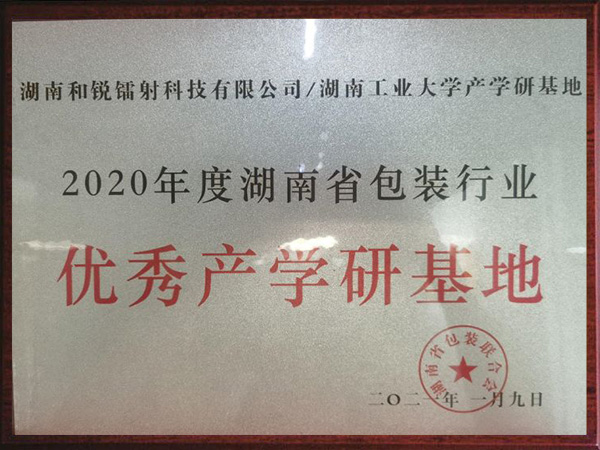 湖南和锐镭射科技有限公司/湖南工业大学产学研基地
2020年度湖南省包装行业
优秀产学研基地
湖南省包装联合会
二〇二一年 一月九日